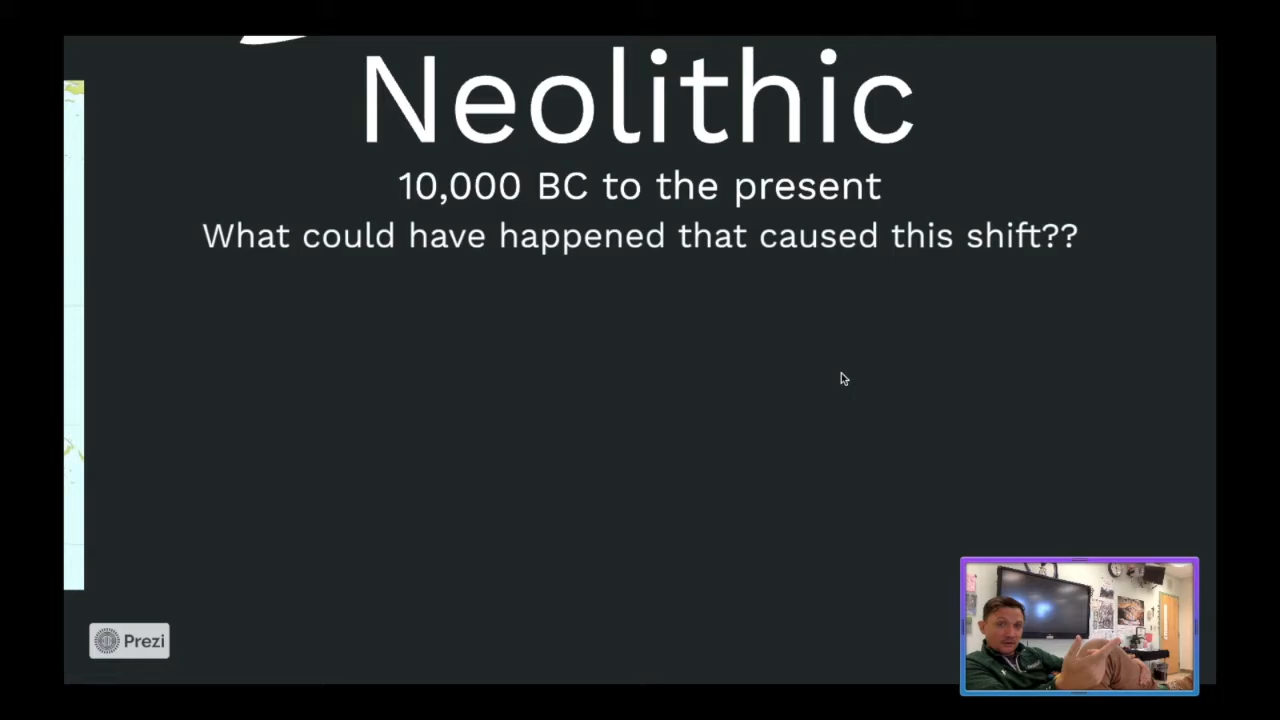 Neolithic
10,000 BC to the present
What could have happened that caused this shift??
Prezi